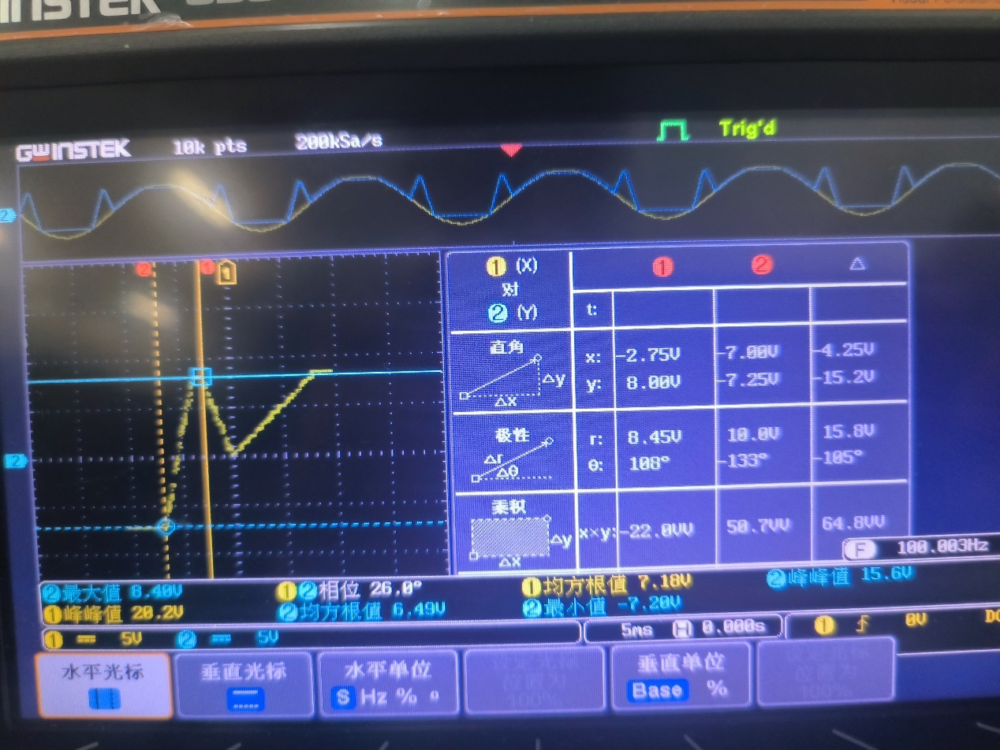 INSTEK
GWINSTEK 10k pts 200kSa/s Trig'd
2
2 1 1
① (X) 1 2 △
对
② (Y) t:
直角
x: -2.75V -7.00V -4.25V
△y y: 8.00V -7.25V -15.2V
△x
极性 r: 8.45V 10.0V 15.8V
△r
△θ θ: 108° -133° -105°
2
乘积
△y x×y: -22.0VV 50.7VV 64.8VV
△x
F 100.003Hz
②最大值 8.40V ①②相位 26.0° ①均方根值 7.18V ②峰峰值 15.6V
①峰峰值 20.2V ②均方根值 6.49V ②最小值 -7.20V
① 5V ② 5V 5ms H 0.000s ① 0V
水平光标 垂直光标 水平单位 垂直单位
S Hz % ° Base %